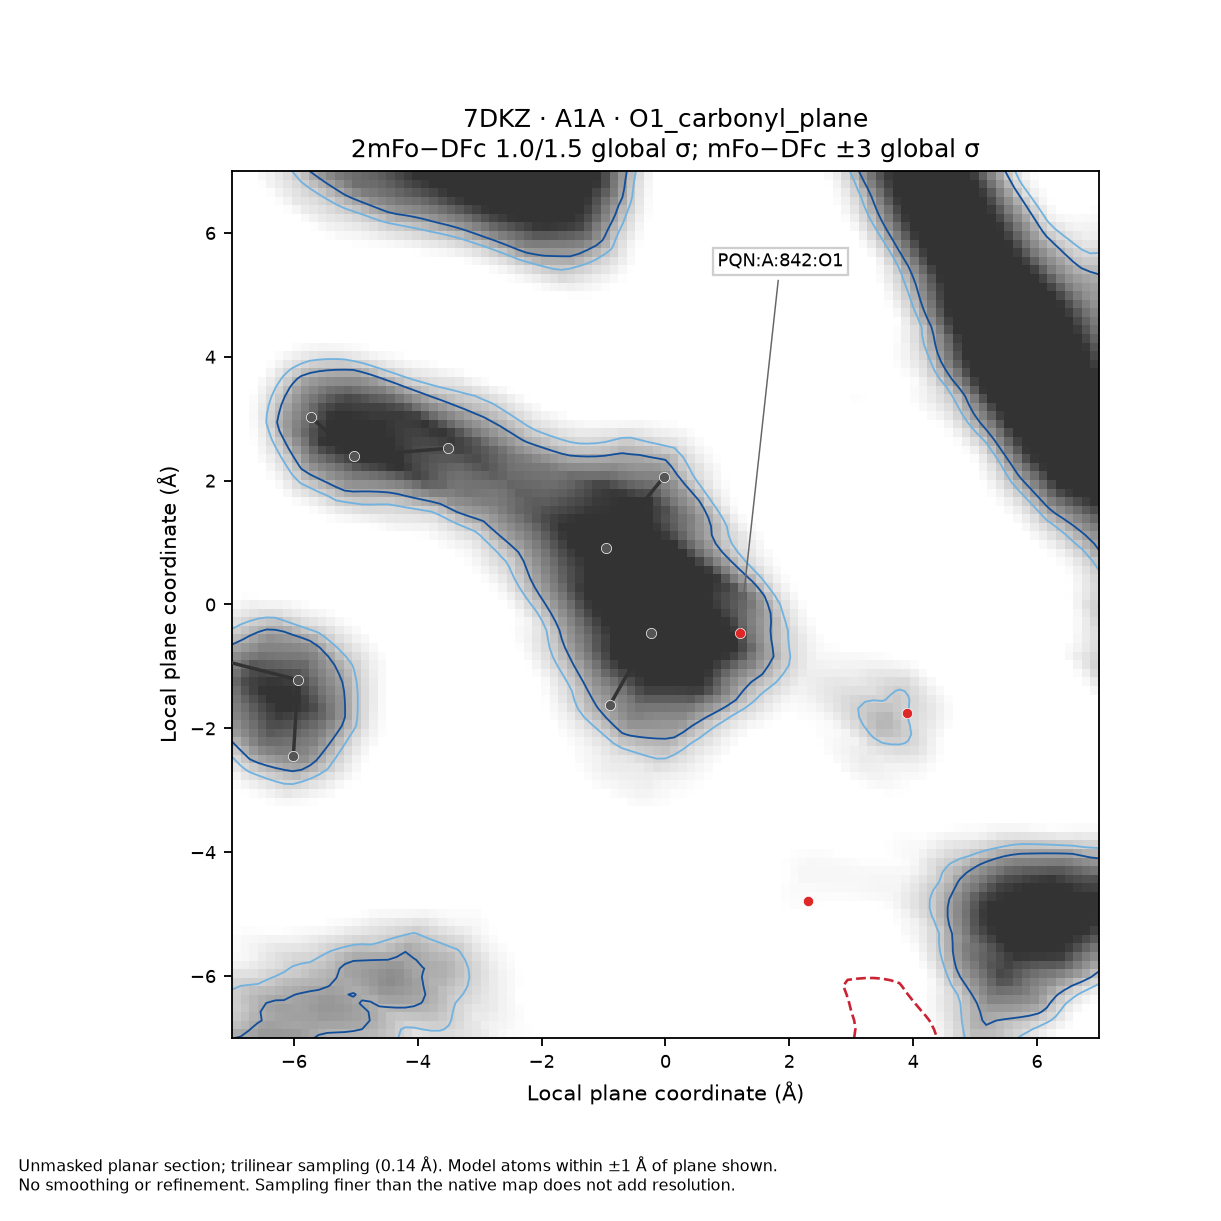 7DKZ · A1A · O1_carbonyl_plane
2mFo−DFc 1.0/1.5 global σ; mFo−DFc ±3 global σ
PQN:A:842:O1
6
4
2
0
−2
−4
−6
Local plane coordinate (Å)
−6 −4 −2 0 2 4 6
Local plane coordinate (Å)
Unmasked planar section; trilinear sampling (0.14 Å). Model atoms within ±1 Å of plane shown.
No smoothing or refinement. Sampling finer than the native map does not add resolution.